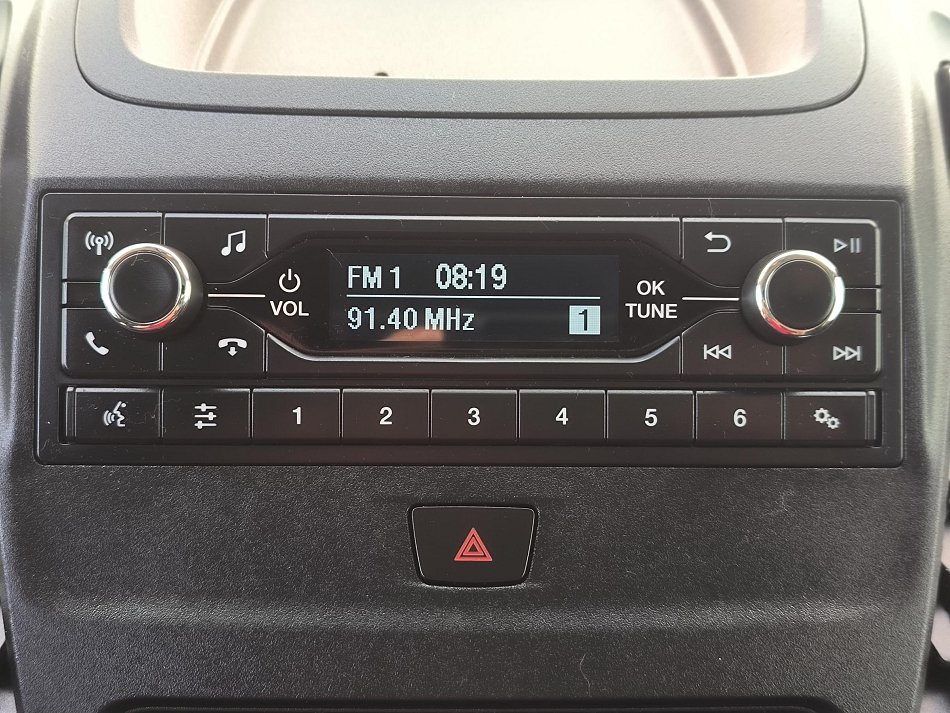 FM 1 08:19
VOL
OK
TUNE
91.40 MHz 1
1 2 3 4 5 6